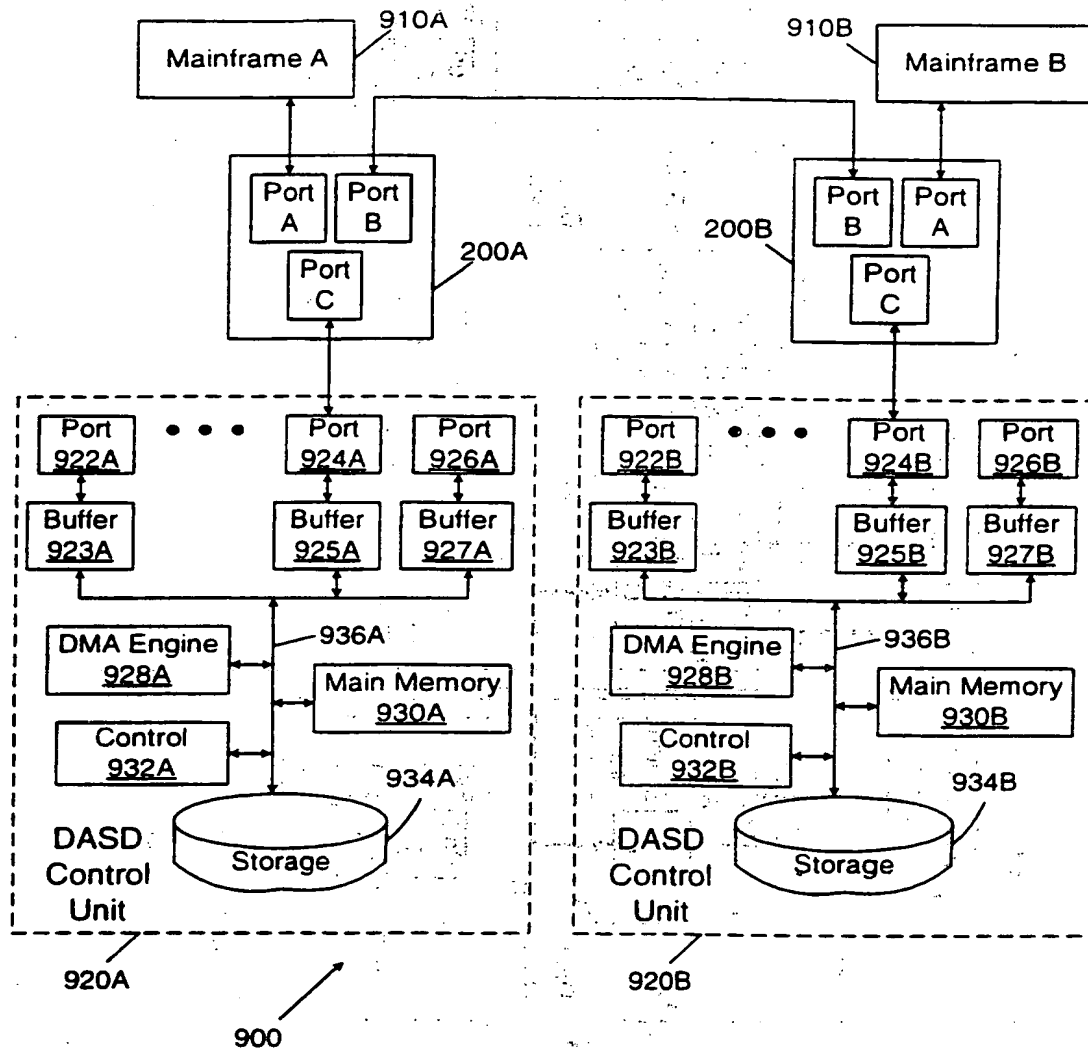 910A
Mainframe A
910B
Mainframe B
Port
A
Port
B
Port
C
200A
Port
B
Port
A
Port
C
200B
Port
922A
Port
924A
Port
926A
Buffer
923A
Buffer
925A
Buffer
927A
936A
DMA Engine
928A
Main Memory
930A
Control
932A
934A
Storage
DASD
Control
Unit
920A
Port
922B
Port
924B
Port
926B
Buffer
923B
Buffer
925B
Buffer
927B
936B
DMA Engine
928B
Main Memory
930B
Control
932B
934B
Storage
DASD
Control
Unit
920B
900